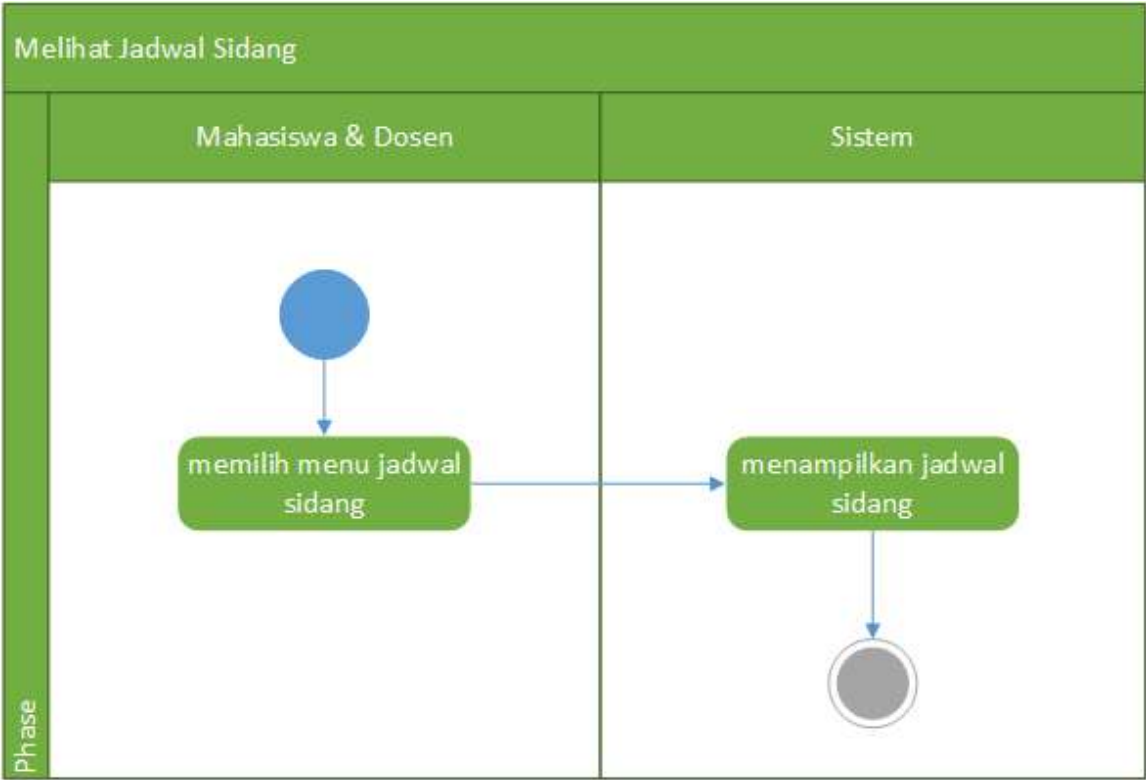 Melihat Jadwal Sidang
Mahasiswa & Dosen
Sistem
memilih menu jadwal
sidang
menampilkan jadwal
sidang
Phase